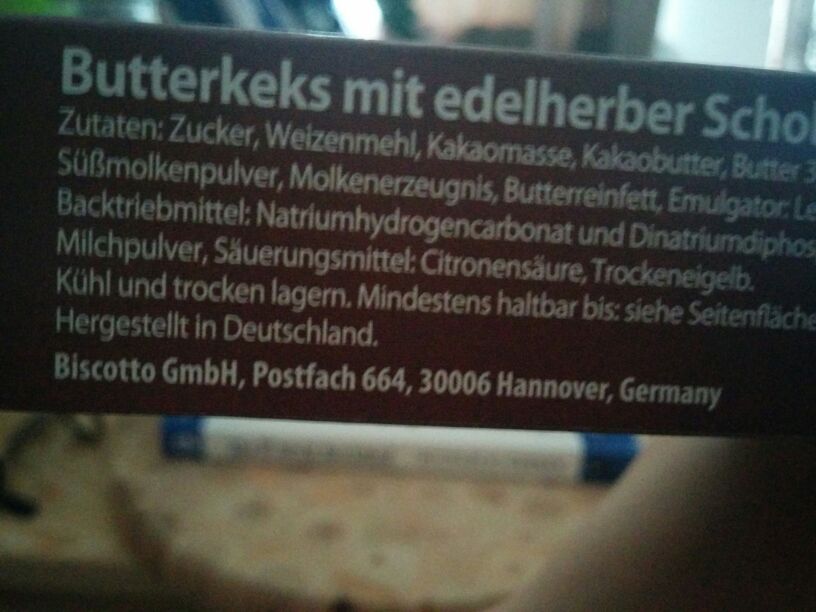 Butterkeks mit edelherber Schol
Zutaten: Zucker, Weizenmehl, Kakaomasse, Kakaobutter, Butter 3
Süßmolkenpulver, Molkenerzeugnis, Butterreinfett, Emulgator: Le
Backtriebmittel: Natriumhydrogencarbonat und Dinatriumdiphos
Milchpulver, Säuerungsmittel: Citronensäure, Trockeneigelb.
Kühl und trocken lagern. Mindestens haltbar bis: siehe Seitenfläche
Hergestellt in Deutschland.
Biscotto GmbH, Postfach 664, 30006 Hannover, Germany